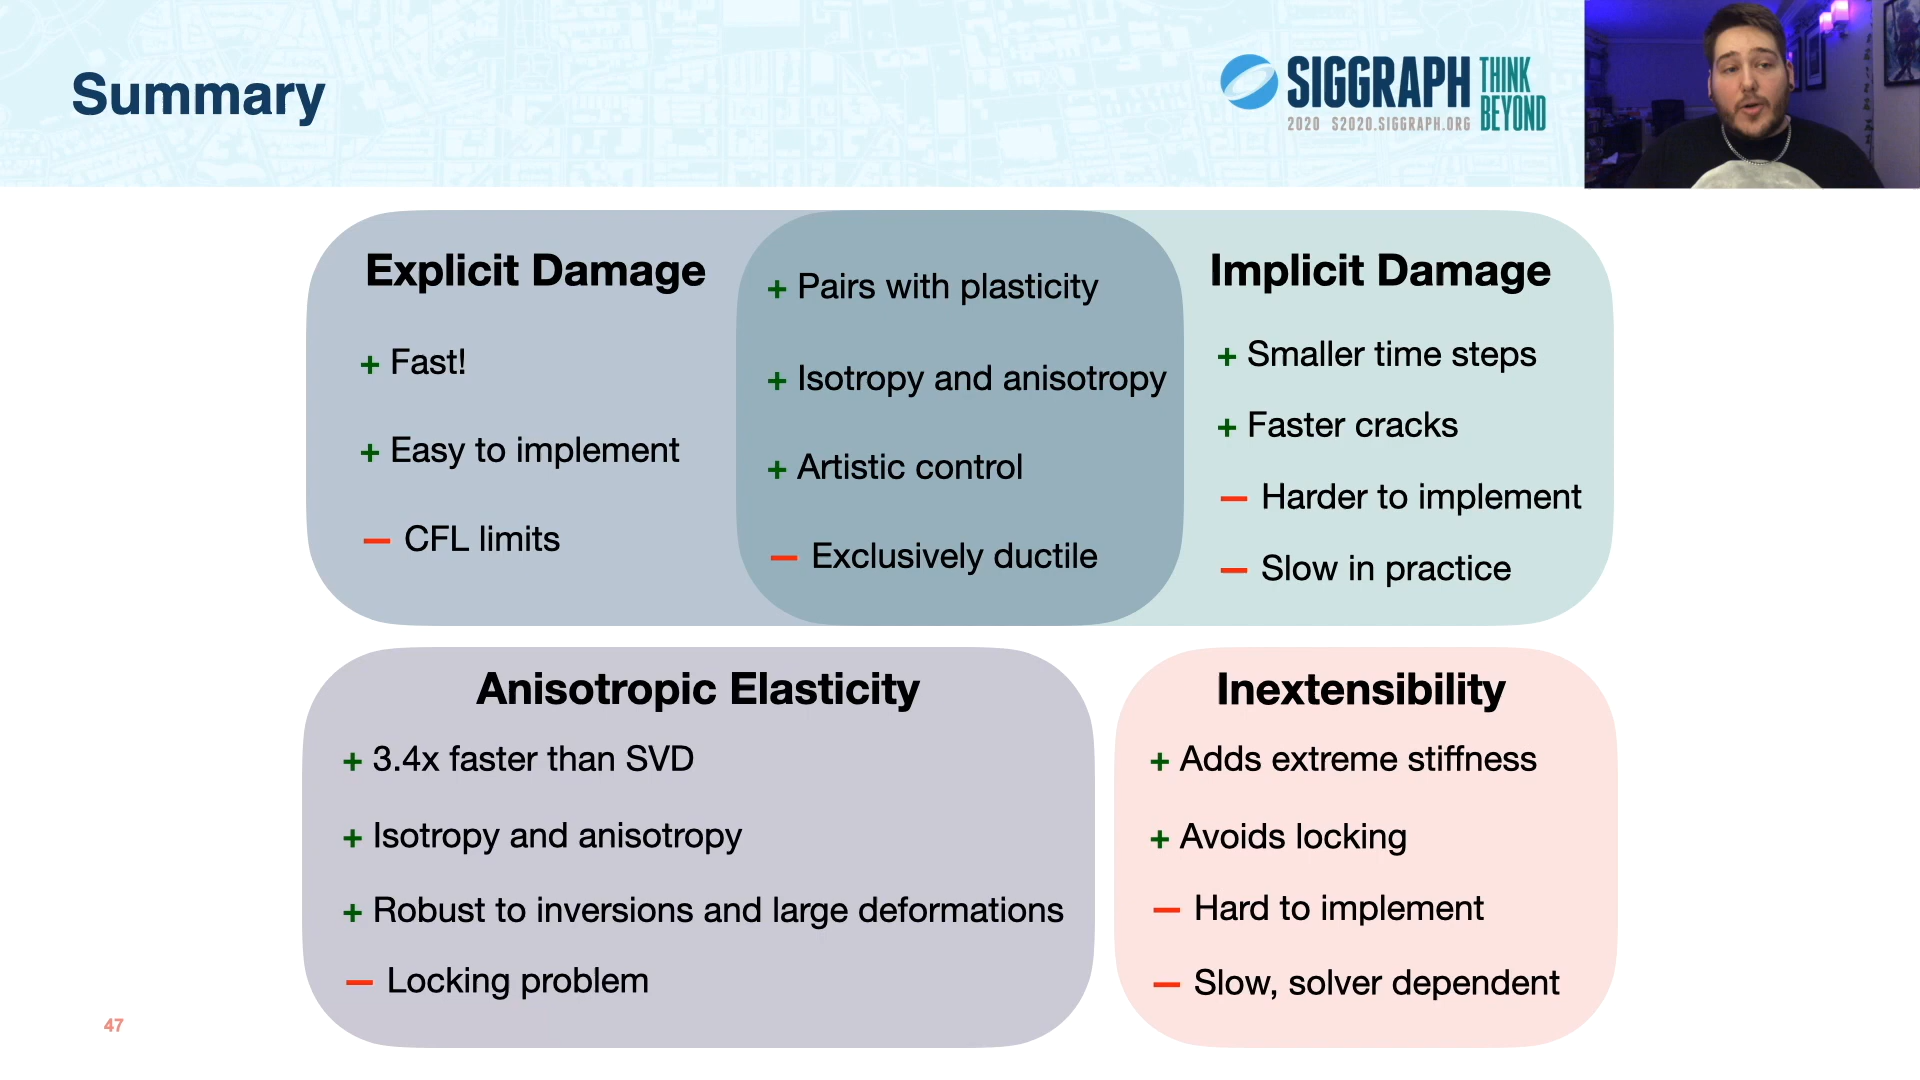 Summary
SIGGRAPH
THINK
BEYOND
2020 S2020.SIGGRAPH.ORG
Explicit Damage
+ Fast!
+ Easy to implement
– CFL limits
+ Pairs with plasticity
+ Isotropy and anisotropy
+ Artistic control
– Exclusively ductile
Implicit Damage
+ Smaller time steps
+ Faster cracks
– Harder to implement
– Slow in practice
Anisotropic Elasticity
+ 3.4x faster than SVD
+ Isotropy and anisotropy
+ Robust to inversions and large deformations
– Locking problem
Inextensibility
+ Adds extreme stiffness
+ Avoids locking
– Hard to implement
– Slow, solver dependent
47